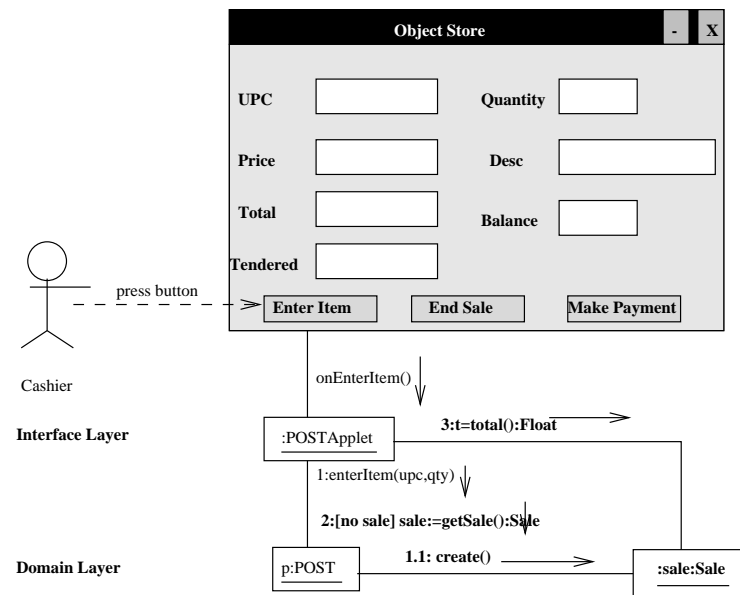 Object Store
-
X
UPC
Quantity
Price
Desc
Total
Balance
Tendered
press button
Enter Item
End Sale
Make Payment
Cashier
onEnterItem()
Interface Layer
:POSTApplet
3:t=total():Float
1:enterItem(upc,qty)
2:[no sale] sale:=getSale():Sale
Domain Layer
p:POST
1.1: create()
:sale:Sale